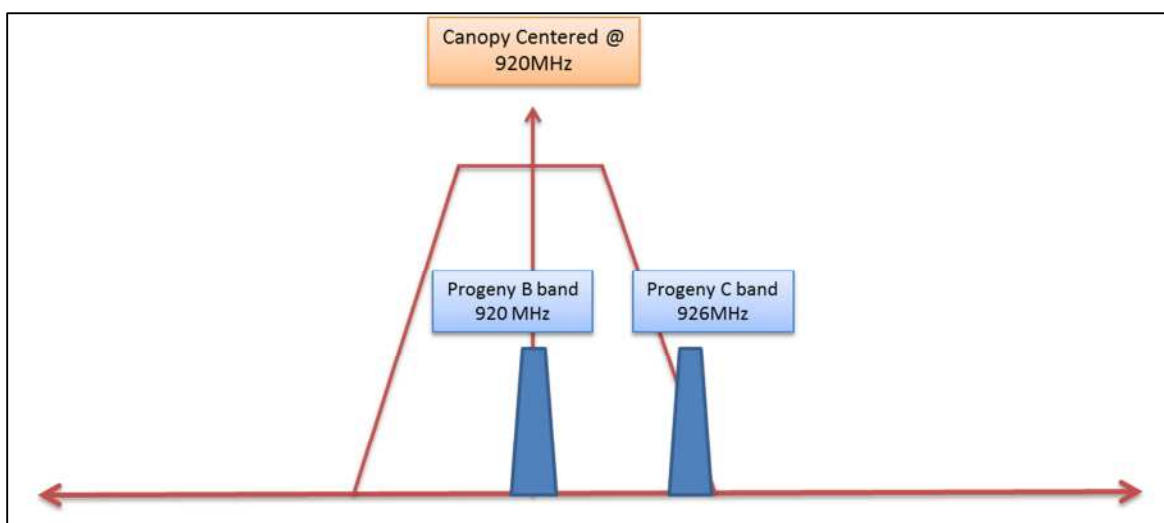 Canopy Centered @
920MHz
Progeny B band
920 MHz
Progeny C band
926MHz